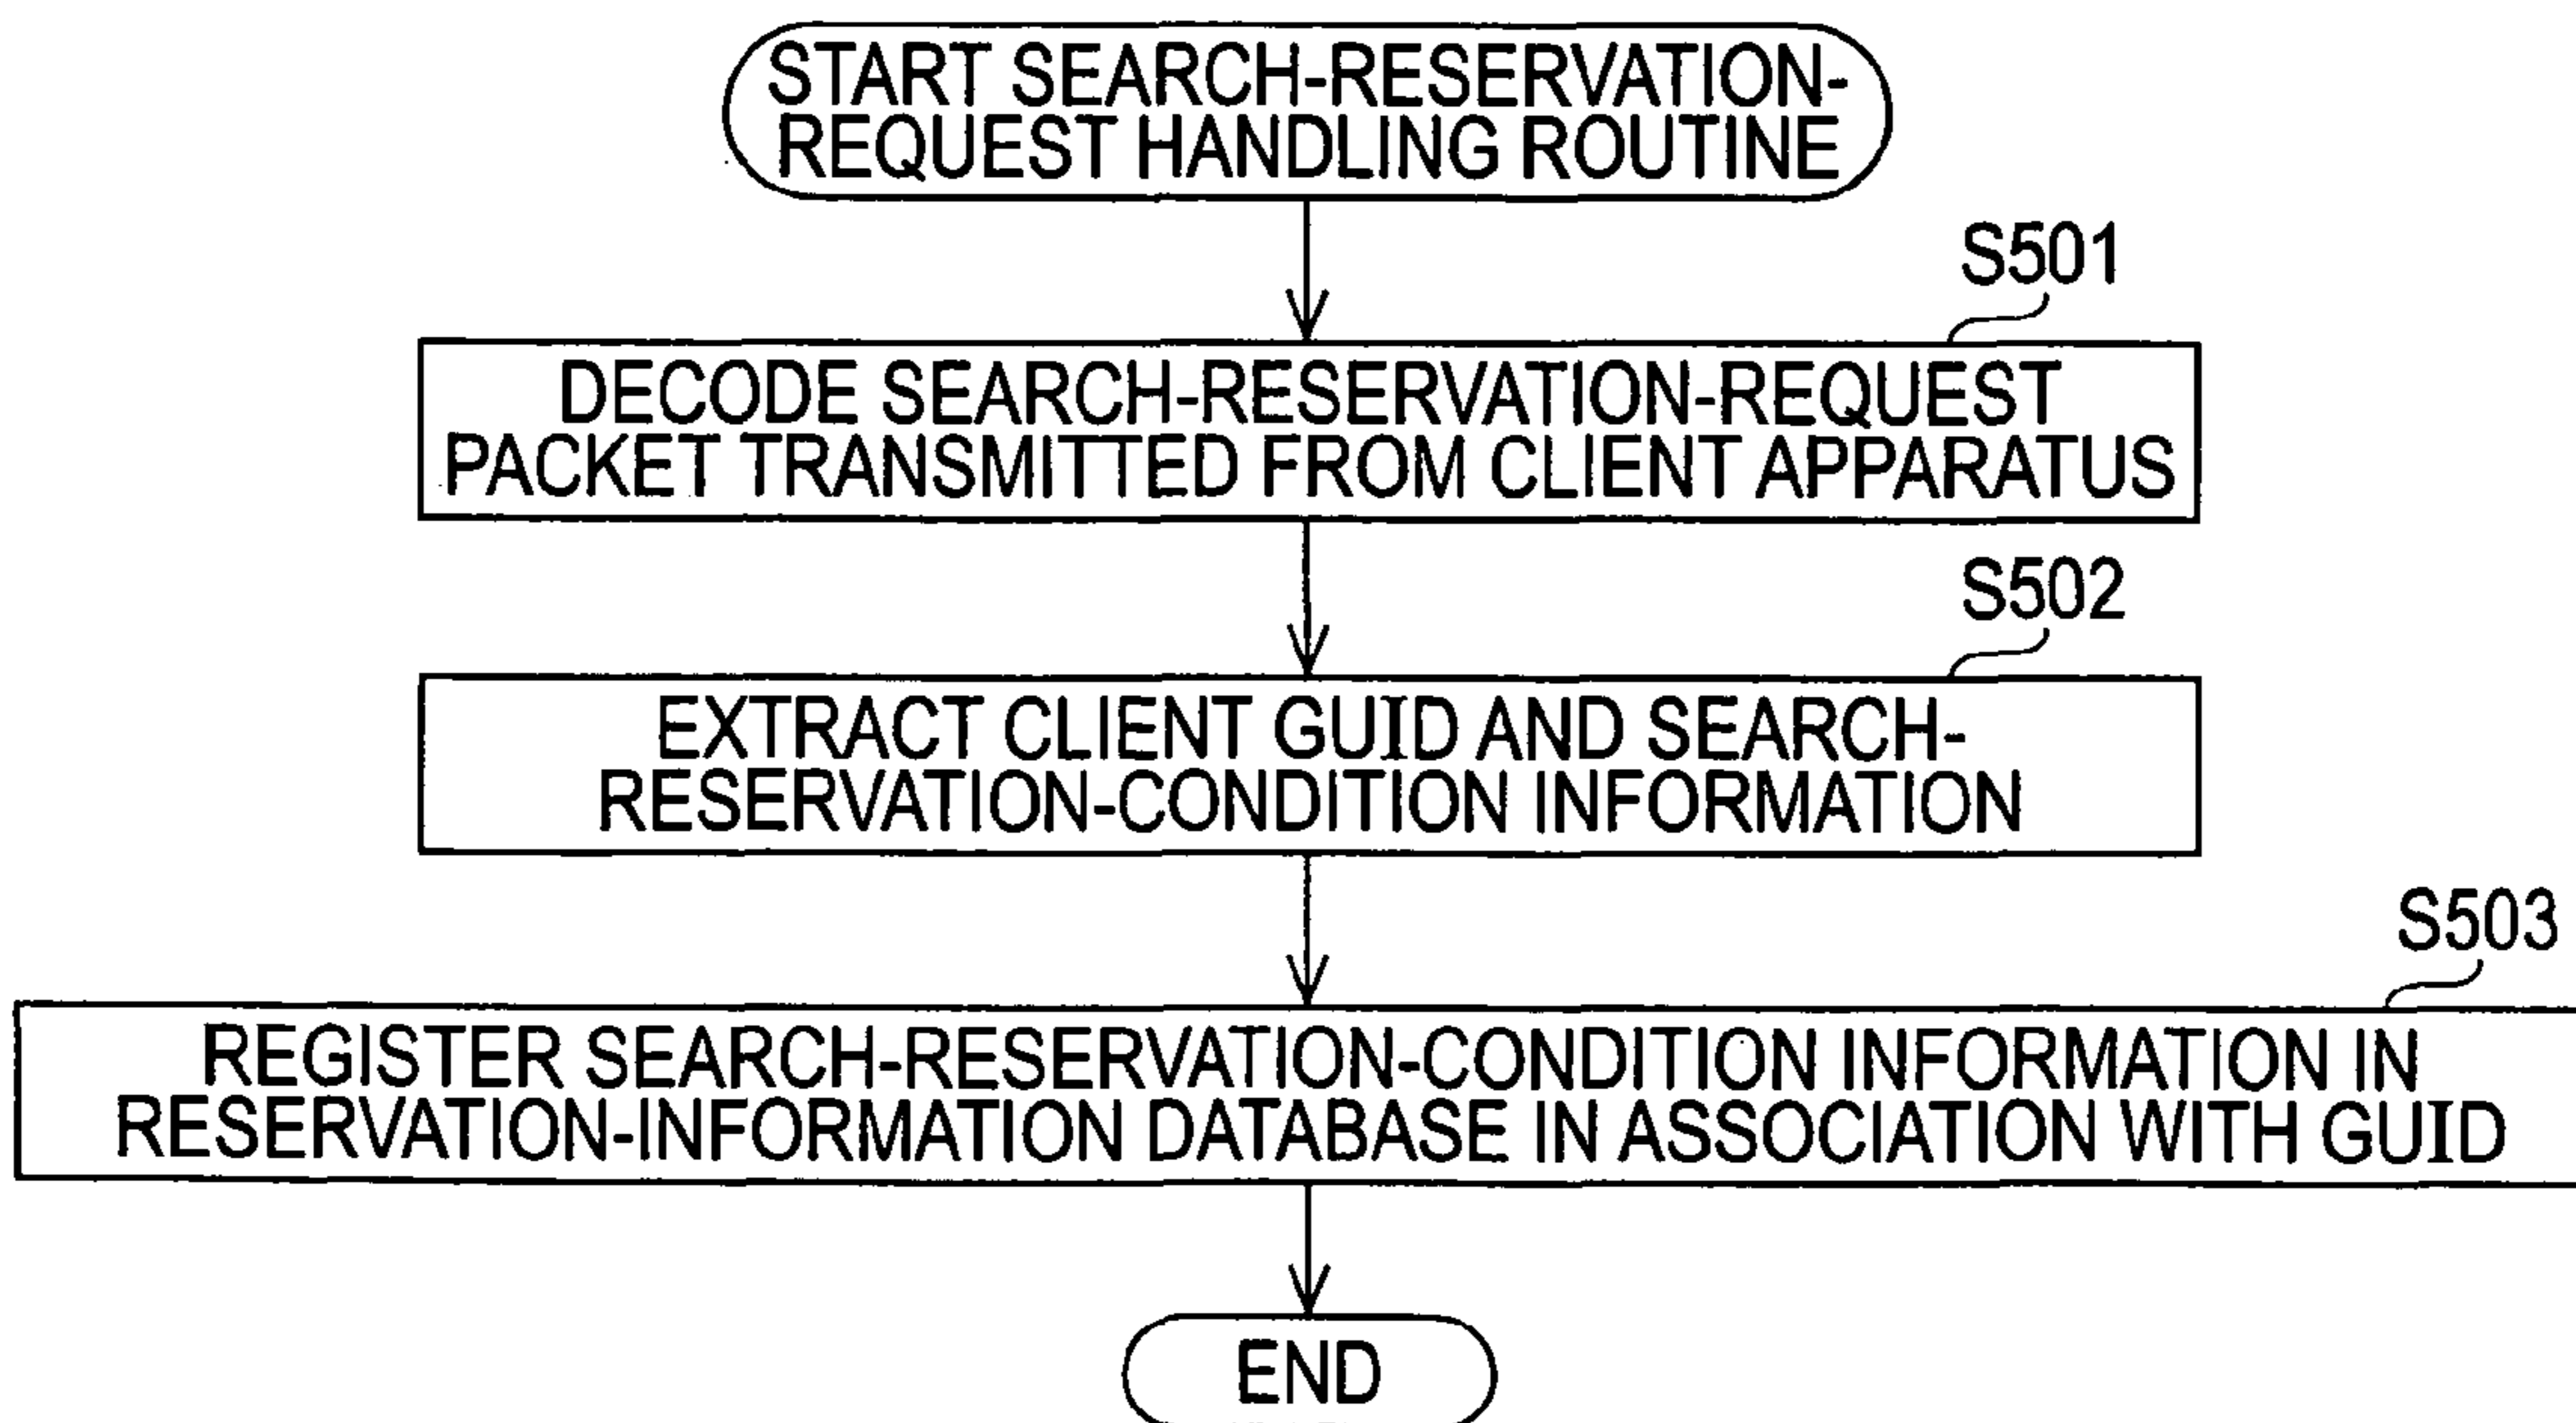 START SEARCH-RESERVATION-
REQUEST HANDLING ROUTINE
S501
DECODE SEARCH-RESERVATION-REQUEST
PACKET TRANSMITTED FROM CLIENT APPARATUS
S502
EXTRACT CLIENT GUID AND SEARCH-
RESERVATION-CONDITION INFORMATION
S503
REGISTER SEARCH-RESERVATION-CONDITION INFORMATION IN
RESERVATION-INFORMATION DATABASE IN ASSOCIATION WITH GUID
END